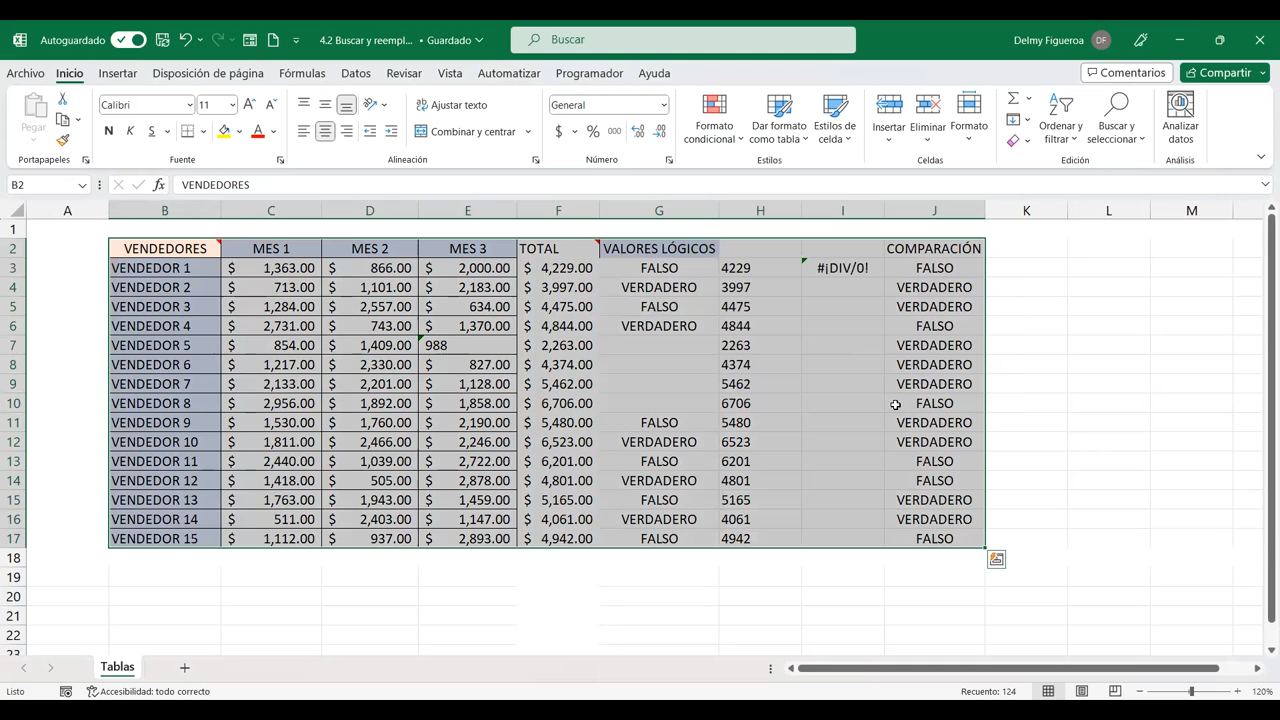 Autoguardado 4.2 Buscar y reempl... • Guardado Buscar Delmy Figueroa DF
Archivo Inicio Insertar Disposición de página Fórmulas Datos Revisar Vista Automatizar Programador Ayuda Comentarios Compartir
Pegar Calibri 11 Ajustar texto General Formato condicional Dar formato como tabla Estilos de celda Insertar Eliminar Formato Ordenar y filtrar Buscar y seleccionar Analizar datos
N K S Combinar y centrar $ % 000
Portapapeles Fuente Alineación Número Estilos Celdas Edición Análisis
B2 fx VENDEDORES
A B C D E F G H I J K L M
1
2 VENDEDORES MES 1 MES 2 MES 3 TOTAL VALORES LÓGICOS COMPARACIÓN
3 VENDEDOR 1 $ 1,363.00 $ 866.00 $ 2,000.00 $ 4,229.00 FALSO 4229 #¡DIV/0! FALSO
4 VENDEDOR 2 $ 713.00 $ 1,101.00 $ 2,183.00 $ 3,997.00 VERDADERO 3997 VERDADERO
5 VENDEDOR 3 $ 1,284.00 $ 2,557.00 $ 634.00 $ 4,475.00 FALSO 4475 VERDADERO
6 VENDEDOR 4 $ 2,731.00 $ 743.00 $ 1,370.00 $ 4,844.00 VERDADERO 4844 FALSO
7 VENDEDOR 5 $ 854.00 $ 1,409.00 988 $ 2,263.00 2263 VERDADERO
8 VENDEDOR 6 $ 1,217.00 $ 2,330.00 $ 827.00 $ 4,374.00 4374 VERDADERO
9 VENDEDOR 7 $ 2,133.00 $ 2,201.00 $ 1,128.00 $ 5,462.00 5462 VERDADERO
10 VENDEDOR 8 $ 2,956.00 $ 1,892.00 $ 1,858.00 $ 6,706.00 6706 FALSO
11 VENDEDOR 9 $ 1,530.00 $ 1,760.00 $ 2,190.00 $ 5,480.00 FALSO 5480 VERDADERO
12 VENDEDOR 10 $ 1,811.00 $ 2,466.00 $ 2,246.00 $ 6,523.00 VERDADERO 6523 VERDADERO
13 VENDEDOR 11 $ 2,440.00 $ 1,039.00 $ 2,722.00 $ 6,201.00 FALSO 6201 FALSO
14 VENDEDOR 12 $ 1,418.00 $ 505.00 $ 2,878.00 $ 4,801.00 VERDADERO 4801 FALSO
15 VENDEDOR 13 $ 1,763.00 $ 1,943.00 $ 1,459.00 $ 5,165.00 FALSO 5165 VERDADERO
16 VENDEDOR 14 $ 511.00 $ 2,403.00 $ 1,147.00 $ 4,061.00 VERDADERO 4061 VERDADERO
17 VENDEDOR 15 $ 1,112.00 $ 937.00 $ 2,893.00 $ 4,942.00 FALSO 4942 FALSO
18
19
20
21
22
23
Tablas
Listo Accesibilidad: todo correcto Recuento: 124 120%